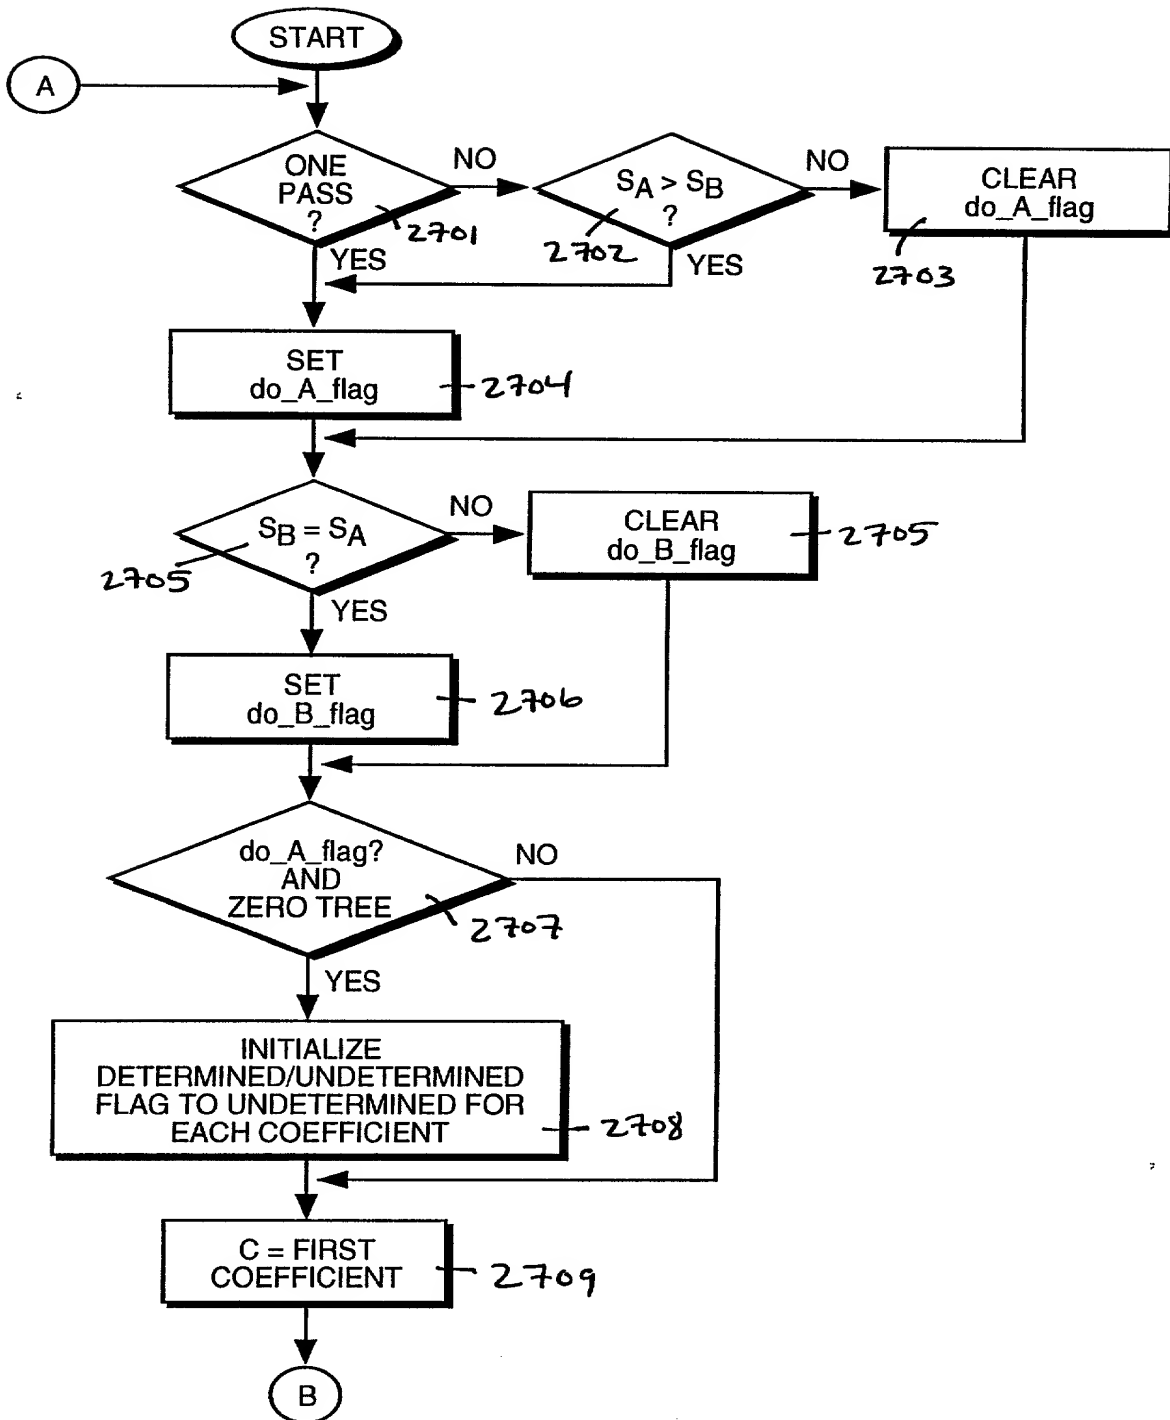 START
A
ONE
PASS
?
2701
NO
SA > SB
?
2702
NO
CLEAR
do_A_flag
2703
YES
YES
SET
do_A_flag
2704
SB = SA
?
2705
NO
CLEAR
do_B_flag
2705
YES
SET
do_B_flag
2706
do_A_flag?
AND
ZERO TREE
2707
NO
YES
INITIALIZE
DETERMINED/UNDETERMINED
FLAG TO UNDETERMINED FOR
EACH COEFFICIENT
2708
C = FIRST
COEFFICIENT
2709
B